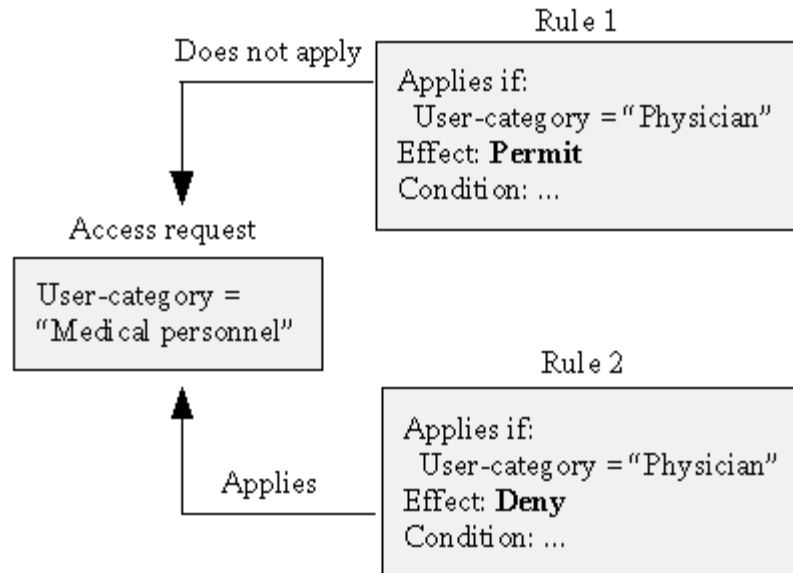 Rule 1
Does not apply
Applies if:
User-category = “Physician”
Effect: Permit
Condition: ...
Access request
User-category =
“Medical personnel”
Rule 2
Applies if:
User-category = “Physician”
Effect: Deny
Condition: ...
Applies